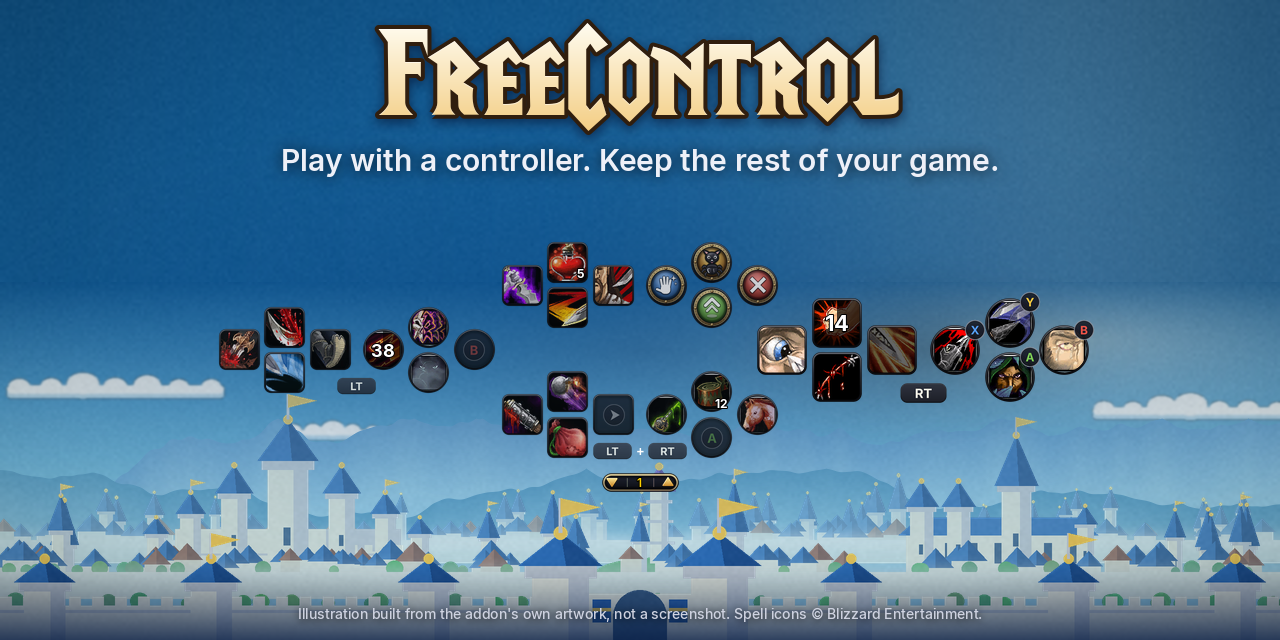 FREECONTROL
Play with a controller. Keep the rest of your game.
5
14
Y
X
B
38
B
A
LT
RT
12
A
LT + RT
1
Illustration built from the addon's own artwork, not a screenshot. Spell icons © Blizzard Entertainment.